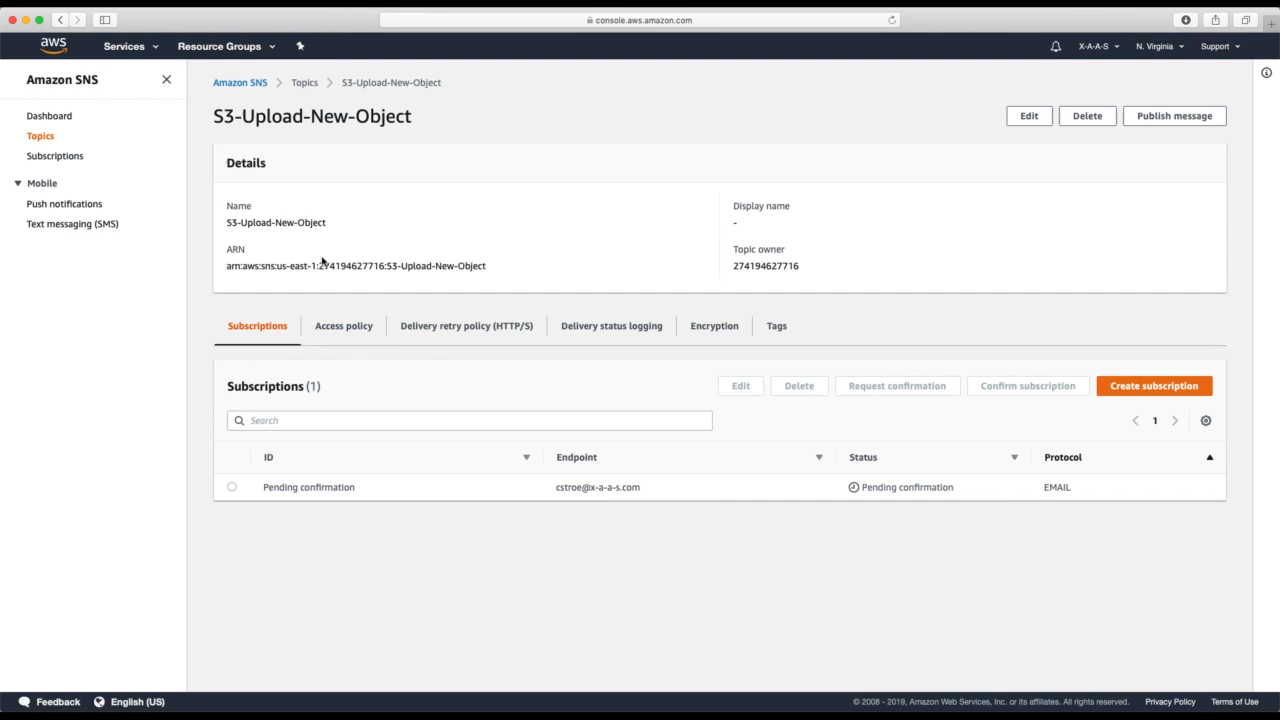 console.aws.amazon.com
aws Services Resource Groups X-A-A-S N. Virginia Support
Amazon SNS
Dashboard
Topics
Subscriptions
Mobile
Push notifications
Text messaging (SMS)
Amazon SNS Topics S3-Upload-New-Object
S3-Upload-New-Object
Edit Delete Publish message
Details
Name
S3-Upload-New-Object
ARN
arn:aws:sns:us-east-1:274194627716:S3-Upload-New-Object
Display name
-
Topic owner
274194627716
Subscriptions Access policy Delivery retry policy (HTTP/S) Delivery status logging Encryption Tags
Subscriptions (1)
Edit Delete Request confirmation Confirm subscription Create subscription
Search
1
ID Endpoint Status Protocol
Pending confirmation cstroe@x-a-a-s.com Pending confirmation EMAIL
Feedback English (US) © 2008 - 2019, Amazon Web Services, Inc. or its affiliates. All rights reserved. Privacy Policy Terms of Use